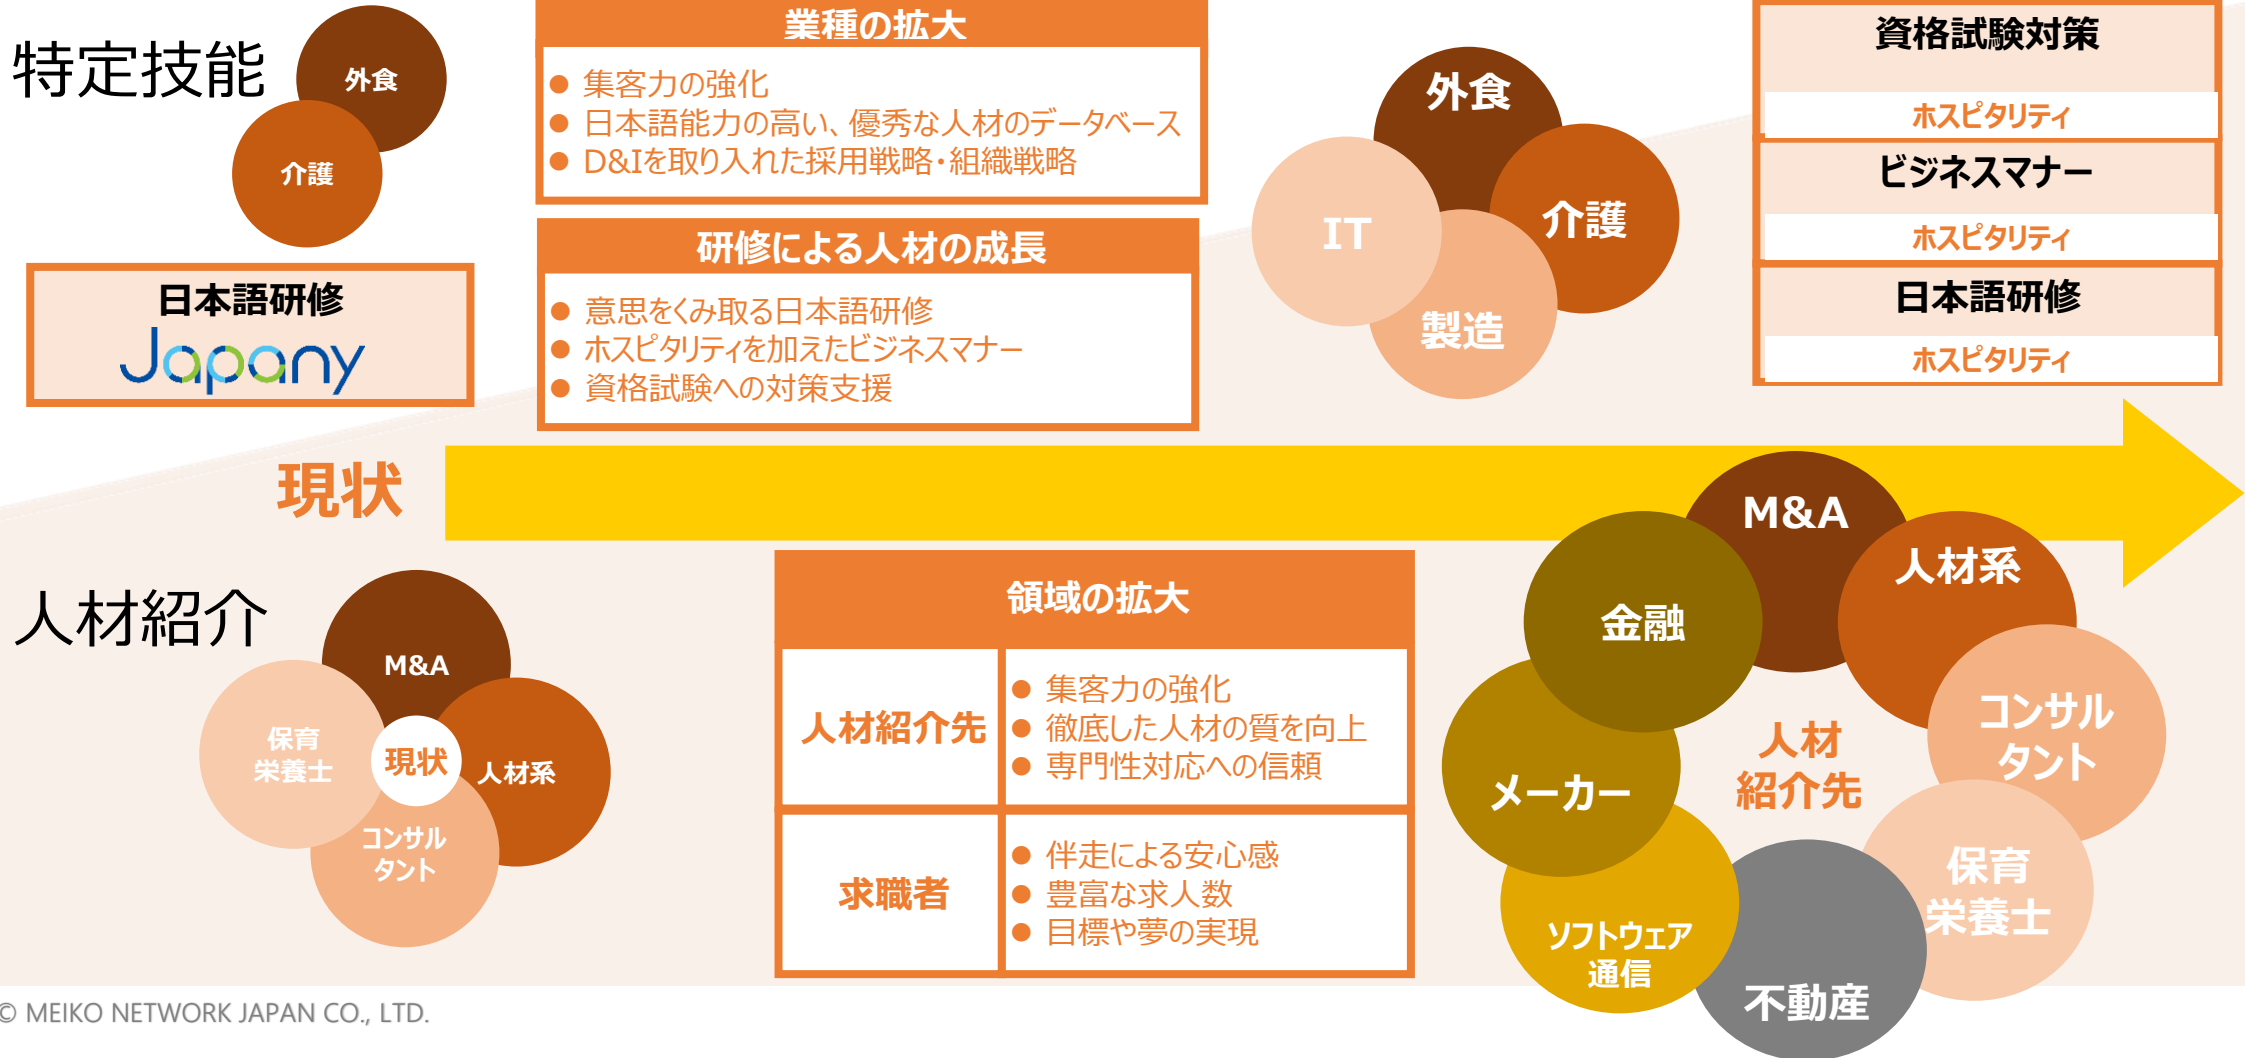 特定技能
外食
介護
日本語研修
Japany
業種の拡大
● 集客力の強化
● 日本語能力の高い、優秀な人材のデータベース
● D&Iを取り入れた採用戦略・組織戦略
研修による人材の成長
● 意思をくみ取る日本語研修
● ホスピタリティを加えたビジネスマナー
● 資格試験への対策支援
外食
介護
IT
製造
資格試験対策
ホスピタリティ
ビジネスマナー
ホスピタリティ
日本語研修
ホスピタリティ
現状
人材紹介
M&A
保育
栄養士
現状
人材系
コンサル
タント
領域の拡大
人材紹介先
● 集客力の強化
● 徹底した人材の質を向上
● 専門性対応への信頼
求職者
● 伴走による安心感
● 豊富な求人数
● 目標や夢の実現
M&A
人材系
金融
コンサル
タント
人材
紹介先
メーカー
保育
栄養士
ソフトウェア
通信
不動産
© MEIKO NETWORK JAPAN CO., LTD.